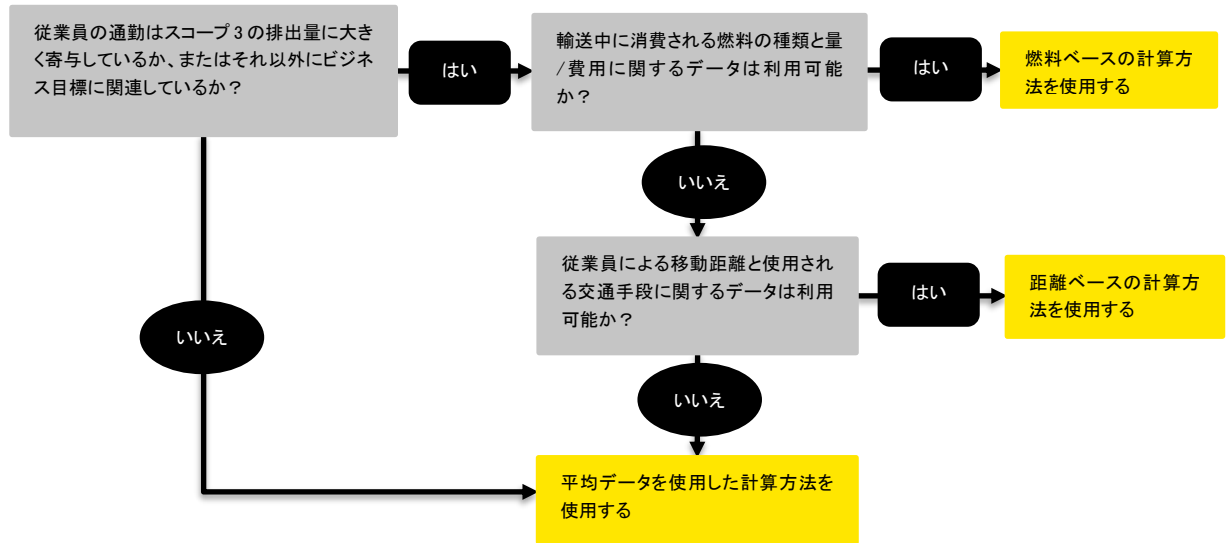 従業員の通勤はスコープ 3 の排出量に大き
く寄与しているか、またはそれ以外にビジネ
ス目標に関連しているか？
はい
輸送中に消費される燃料の種類と量
/費用に関するデータは利用可能
か？
はい
燃料ベースの計算方
法を使用する
いいえ
従業員による移動距離と使用され
る交通手段に関するデータは利用
可能か？
はい
距離ベースの計算方
法を使用する
いいえ
いいえ
平均データを使用した計算方法を
使用する